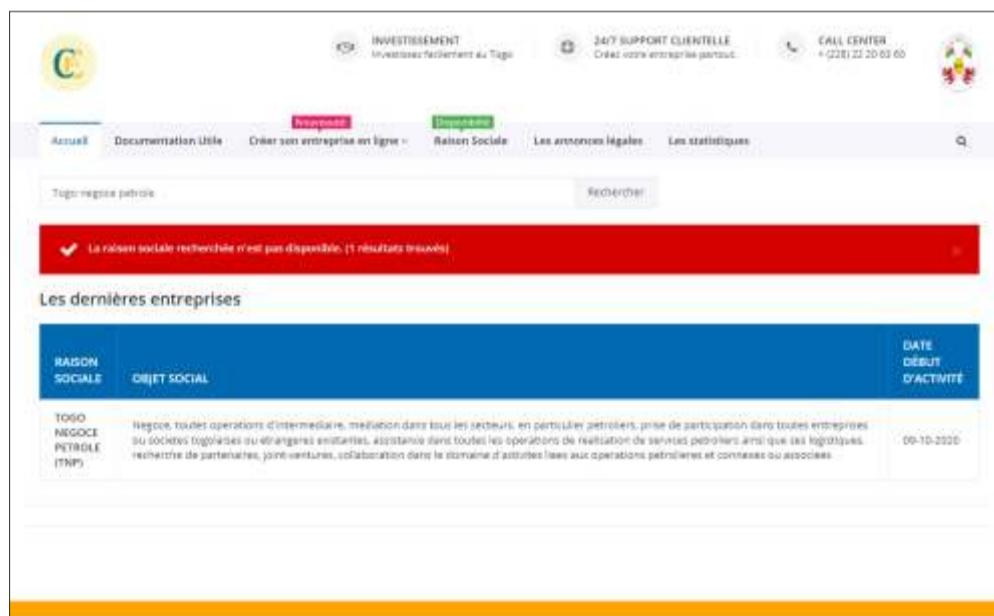 INVESTISSEMENT
Investissez facilement au Togo
24/7 SUPPORT CLIENTELLE
Créez votre entreprise partout.
CALL CENTER
+ (228) 22 20 63 60
Nouveauté
Disponibilité
Accueil Documentation Utile Créer son entreprise en ligne Raison Sociale Les annonces légales Les statistiques
Togo negoce petrole Rechercher
La raison sociale recherchée n'est pas disponible. (1 résultats trouvés)
Les dernières entreprises
RAISON SOCIALE
OBJET SOCIAL
DATE DÉBUT D'ACTIVITÉ
TOGO NEGOCE PETROLE (TNP)
Negoce, toutes operations d'intermediaire, mediation dans tous les secteurs, en particulier petroliers, prise de participation dans toutes entreprises
ou societes togolaises ou etrangeres existantes, assistance dans toutes les operations de realisation de services petroliers ainsi que ses logistiques,
recherche de partenaires, joint-ventures, collaboration dans le domaine d'activites liees aux operations petrolieres et connexes ou associees
09-10-2020